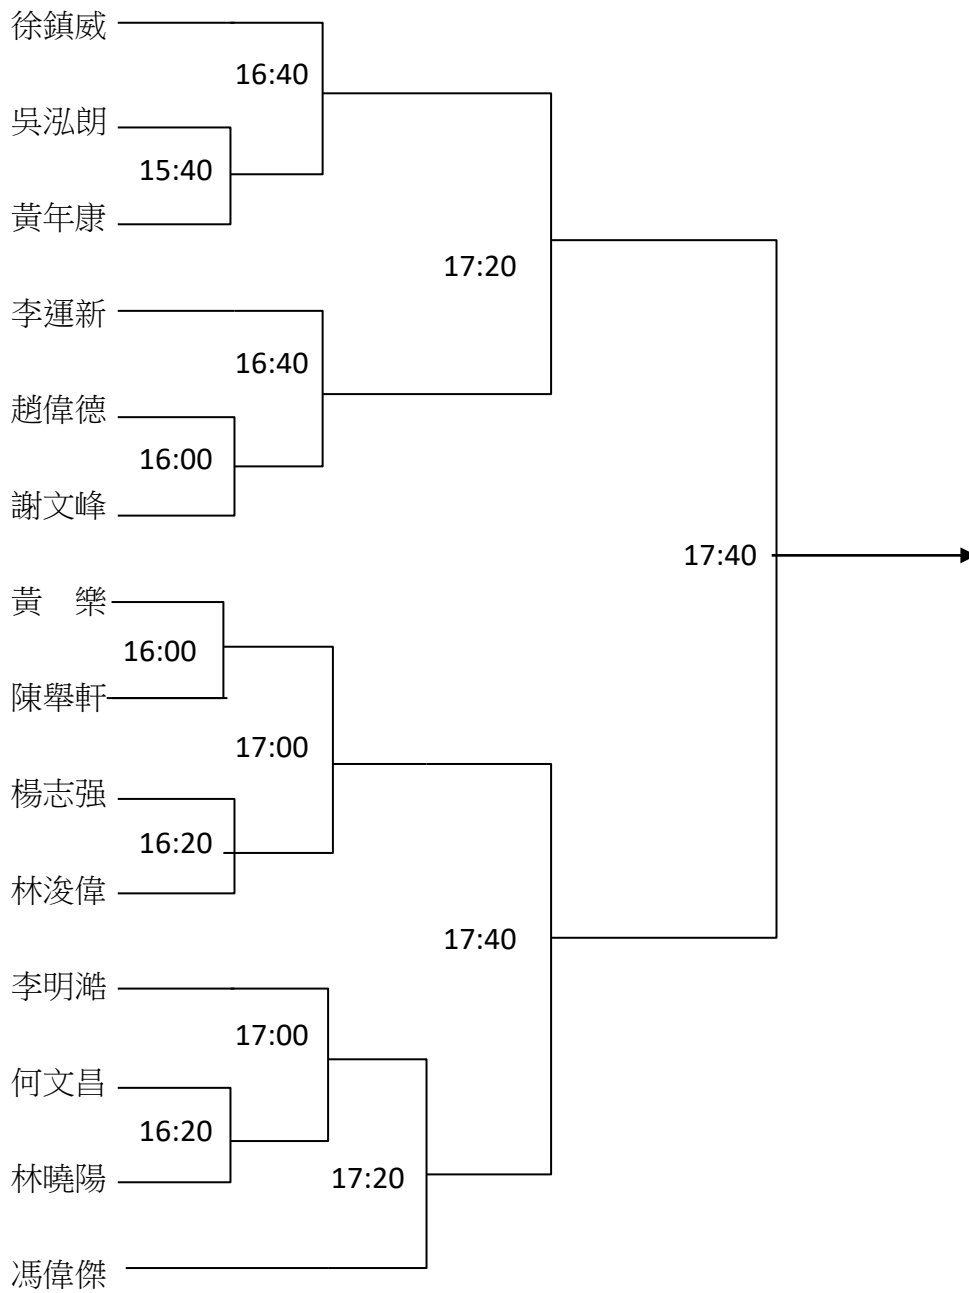 徐鎮威
16:40
吳泓朗
15:40
黃年康
17:20
李運新
16:40
趙偉德
16:00
謝文峰
17:40
黃　樂
16:00
陳舉軒
17:00
楊志强
16:20
林浚偉
17:40
李明澔
17:00
何文昌
16:20
林曉陽
17:20
馮偉傑